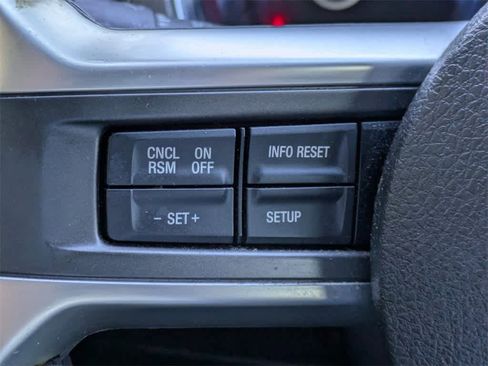 CNCL ON
RSM OFF
INFO RESET
- SET +
SETUP